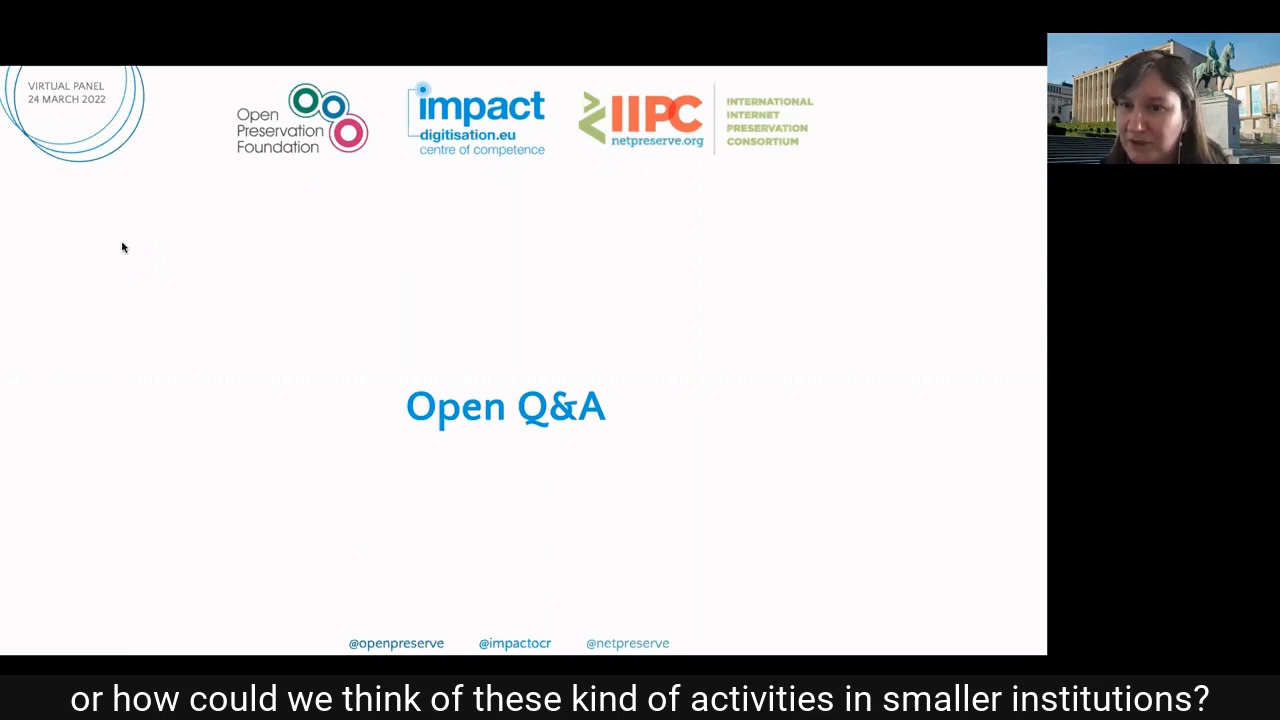 VIRTUAL PANEL
24 MARCH 2022
Open
Preservation
Foundation
impact
digitisation.eu
centre of competence
IIPC
netpreserve.org
INTERNATIONAL
INTERNET
PRESERVATION
CONSORTIUM
Open Q&A
@openpreserve @impactocr @netpreserve
or how could we think of these kind of activities in smaller institutions?